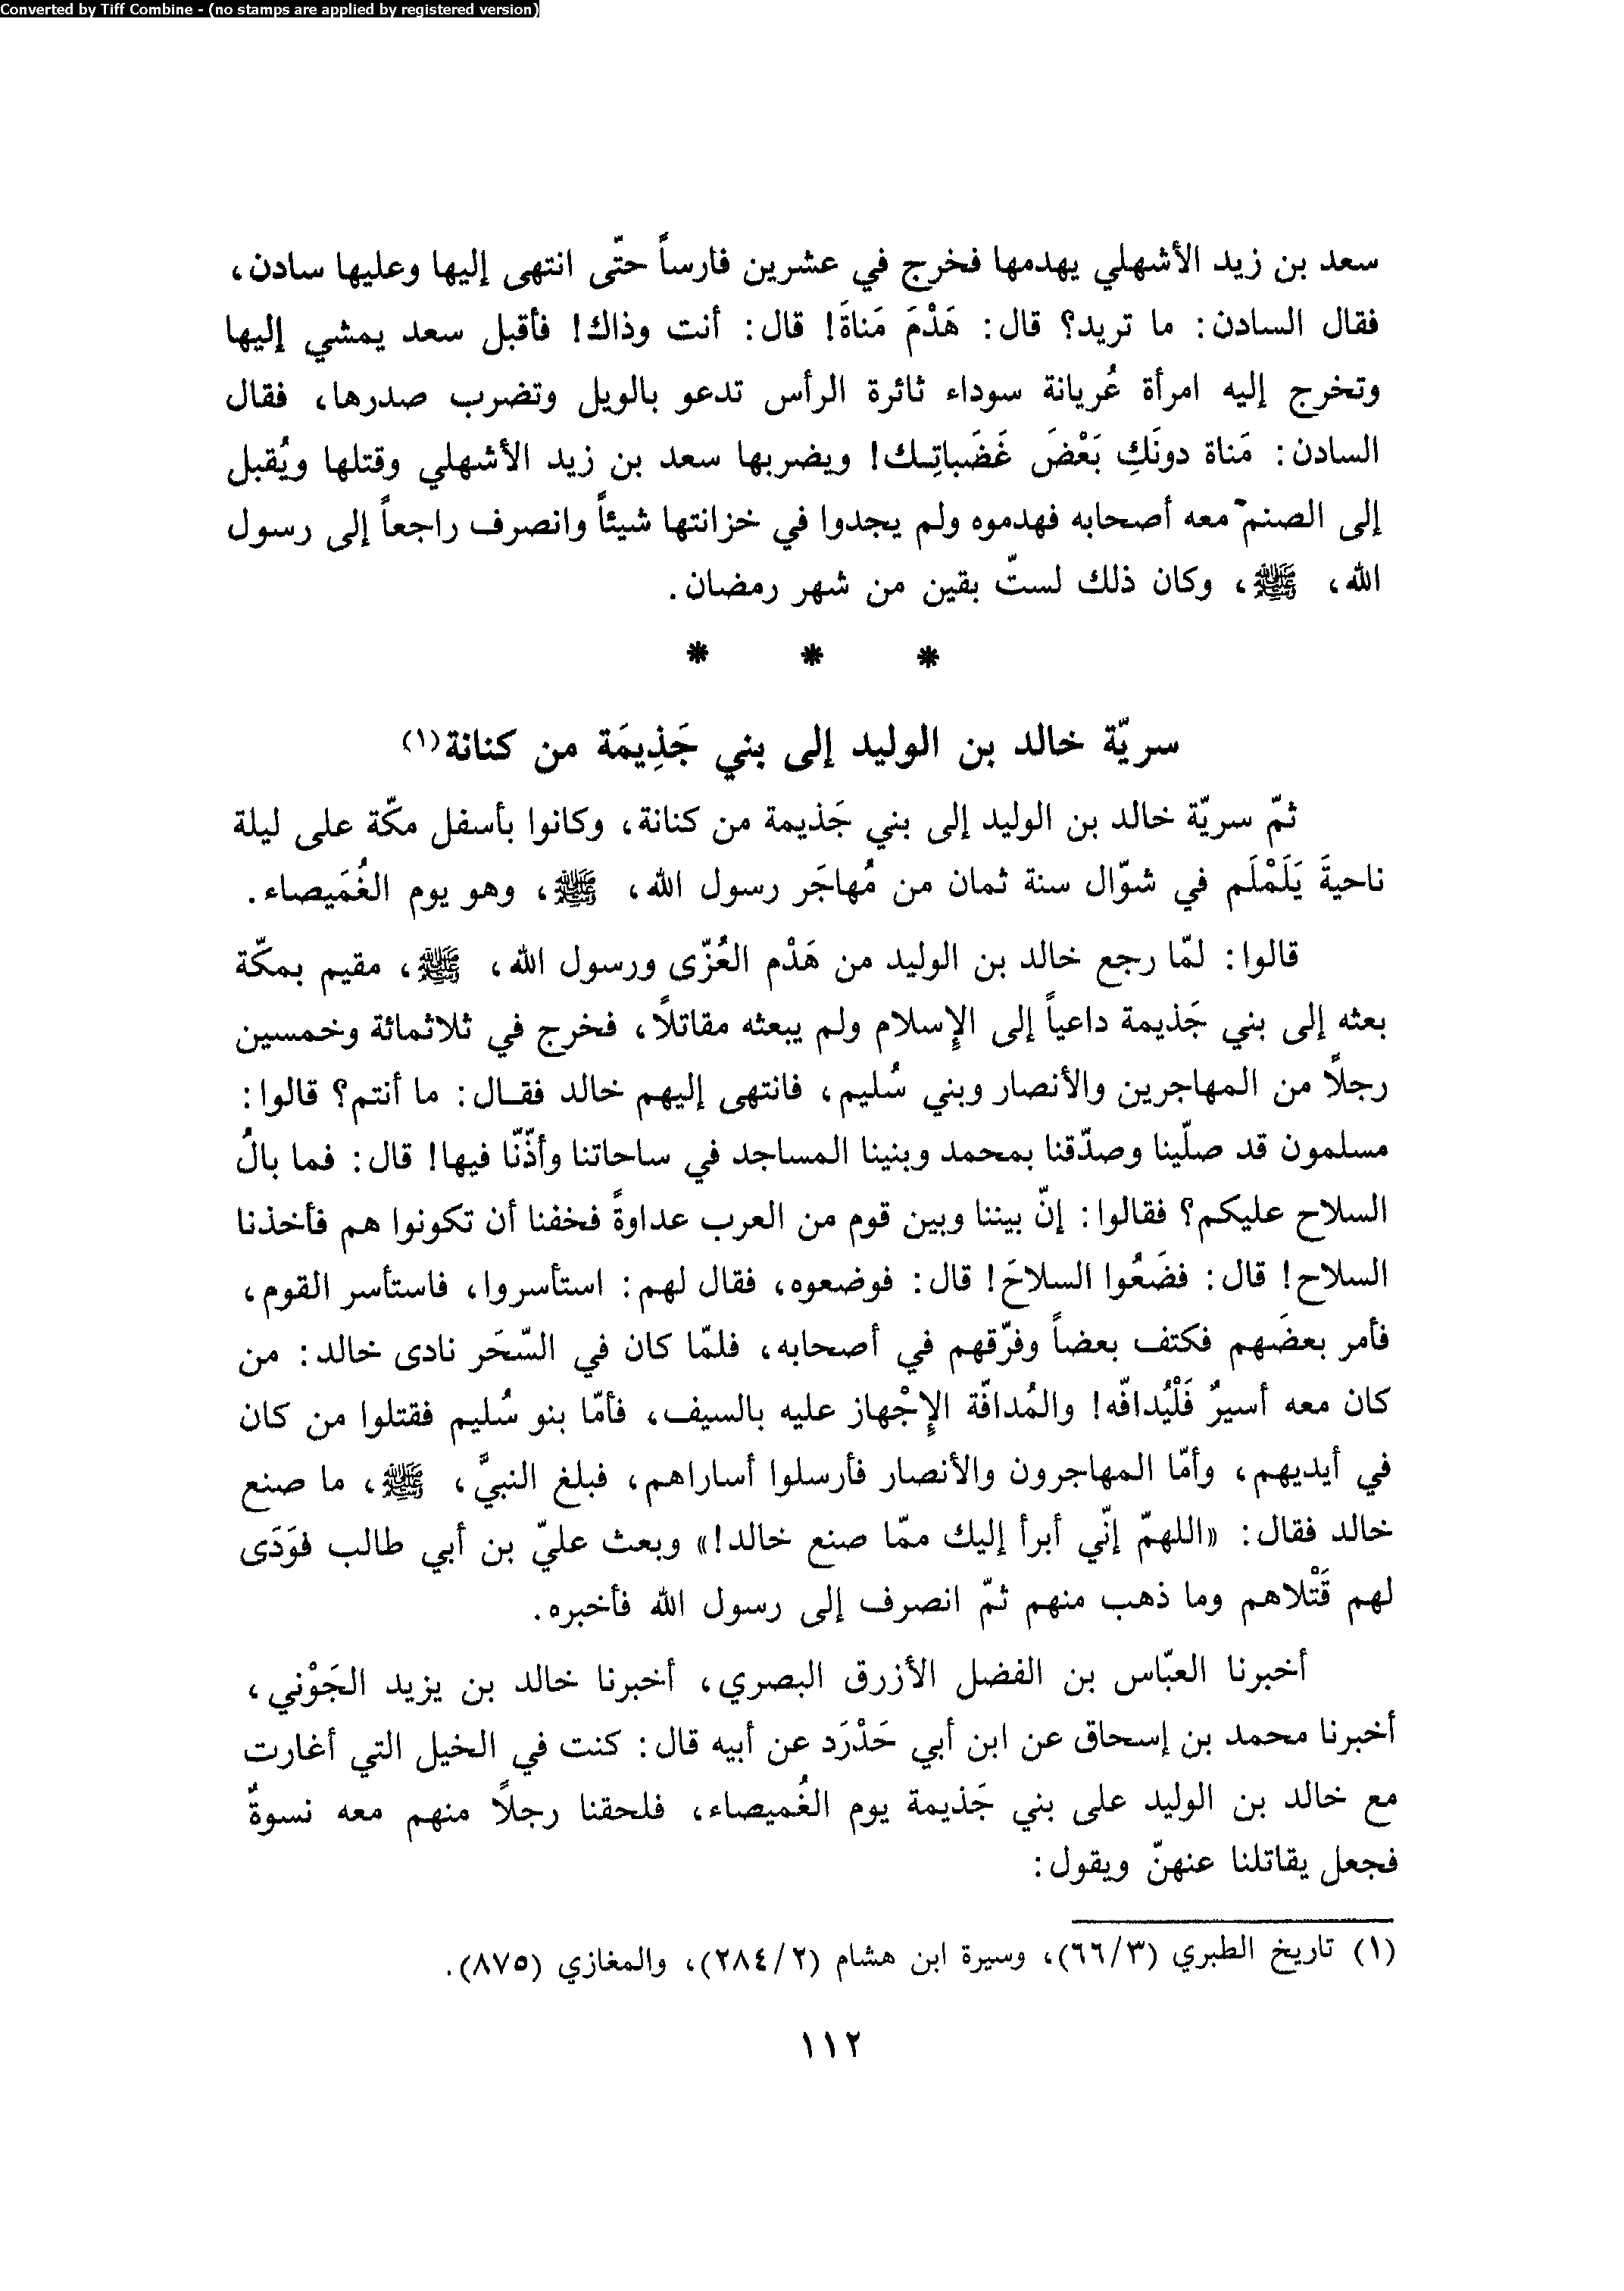 Converted by Tiff Combine - (no stamps are applied by registered version)
سعد بن زيد الأشهلي يهدمها فخرج في عشرين فارساً حتّى انتهى إليها وعليها سادن،
فقال السادن: ما تريد؟ قال: هَدْمَ مَناةَ! قال: أنت وذاك! فأقبل سعد يمشي إليها
وتخرج إليه امرأة عُريانة سوداء ثائرة الرأس تدعو بالويل وتضرب صدرها، فقال
السادن: مَناة دونَكِ بَعْضَ غَضَباتِك! ويضربها سعد بن زيد الأشهلي وقتلها ويُقبل
إلى الصنم معه أصحابه فهدموه ولم يجدوا في خزانتها شيئاً وانصرف راجعاً إلى رسول
الله، ﷺ، وكان ذلك لستّ بقين من شهر رمضان.
* * *
سريّة خالد بن الوليد إلى بني جَذِيمَة من كنانة(١)
ثمّ سريّة خالد بن الوليد إلى بني جَذيمة من كنانة، وكانوا بأسفل مكّة على ليلة
ناحيةَ يَلَمْلَم في شوّال سنة ثمان من مُهاجَر رسول الله، ﷺ، وهو يوم الغُمَيصاء.
قالوا: لمّا رجع خالد بن الوليد من هَدْم العُزّى ورسول الله، ﷺ، مقيم بمكّة
بعثه إلى بني جَذيمة داعياً إلى الإسلام ولم يبعثه مقاتلاً، فخرج في ثلاثمائة وخمسين
رجلاً من المهاجرين والأنصار وبني سُليم، فانتهى إليهم خالد فقال: ما أنتم؟ قالوا:
مسلمون قد صلّينا وصدّقنا بمحمد وبنينا المساجد في ساحاتنا وأذّنّا فيها! قال: فما بالُ
السلاح عليكم؟ فقالوا: إنّ بيننا وبين قوم من العرب عداوةً فخفنا أن تكونوا هم فأخذنا
السلاح! قال: فضَعُوا السلاحَ! قال: فوضعوه، فقال لهم: استأسروا، فاستأسر القوم،
فأمر بعضَهم فكتف بعضاً وفرّقهم في أصحابه، فلمّا كان في السّحَر نادى خالد: من
كان معه أسيرٌ فَلْيُدافّه! والمُدافّة الإجْهاز عليه بالسيف، فأمّا بنو سُليم فقتلوا من كان
في أيديهم، وأمّا المهاجرون والأنصار فأرسلوا أساراهم، فبلغ النبيَّ، ﷺ، ما صنع
خالد فقال: «اللهمّ إنّي أبرأ إليك ممّا صنع خالد!» وبعث عليّ بن أبي طالب فوَدَى
لهم قَتْلاهم وما ذهب منهم ثمّ انصرف إلى رسول الله فأخبره.
أخبرنا العبّاس بن الفضل الأزرق البصري، أخبرنا خالد بن يزيد الجَوْني،
أخبرنا محمد بن إسحاق عن ابن أبي حَدْرَد عن أبيه قال: كنت في الخيل التي أغارت
مع خالد بن الوليد على بني جَذيمة يوم الغُميصاء، فلحقنا رجلاً منهم معه نسوةٌ
فجعل يقاتلنا عنهنّ ويقول:
(١) تاريخ الطبري (٣/٦٦)، وسيرة ابن هشام (٢/٢٨٤)، والمغازي (٨٧٥).
١١٢